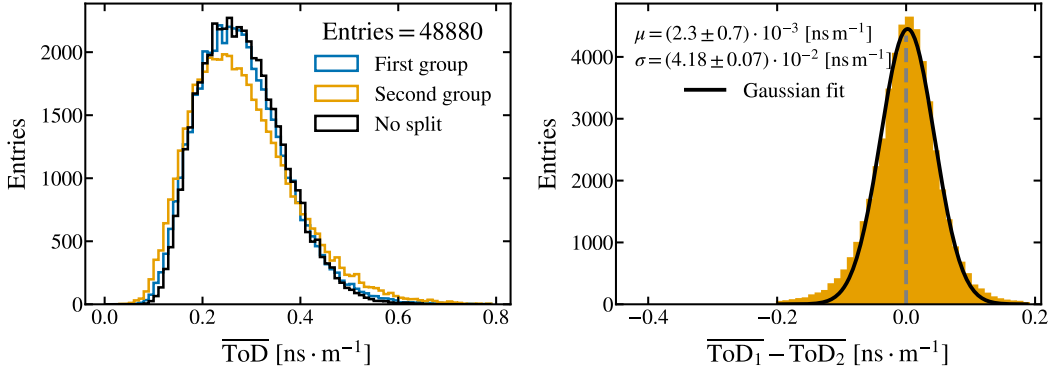 Entries = 48880
First group
Second group
No split
Entries
2000
1500
1000
500
0
0.0 0.2 0.4 0.6 0.8
ToD [ns · m⁻¹]
μ = (2.3 ± 0.7) · 10⁻³ [ns m⁻¹]
σ = (4.18 ± 0.07) · 10⁻² [ns m⁻¹]
Gaussian fit
Entries
4000
3000
2000
1000
0
−0.4 −0.2 0.0 0.2
ToD₁ − ToD₂ [ns · m⁻¹]